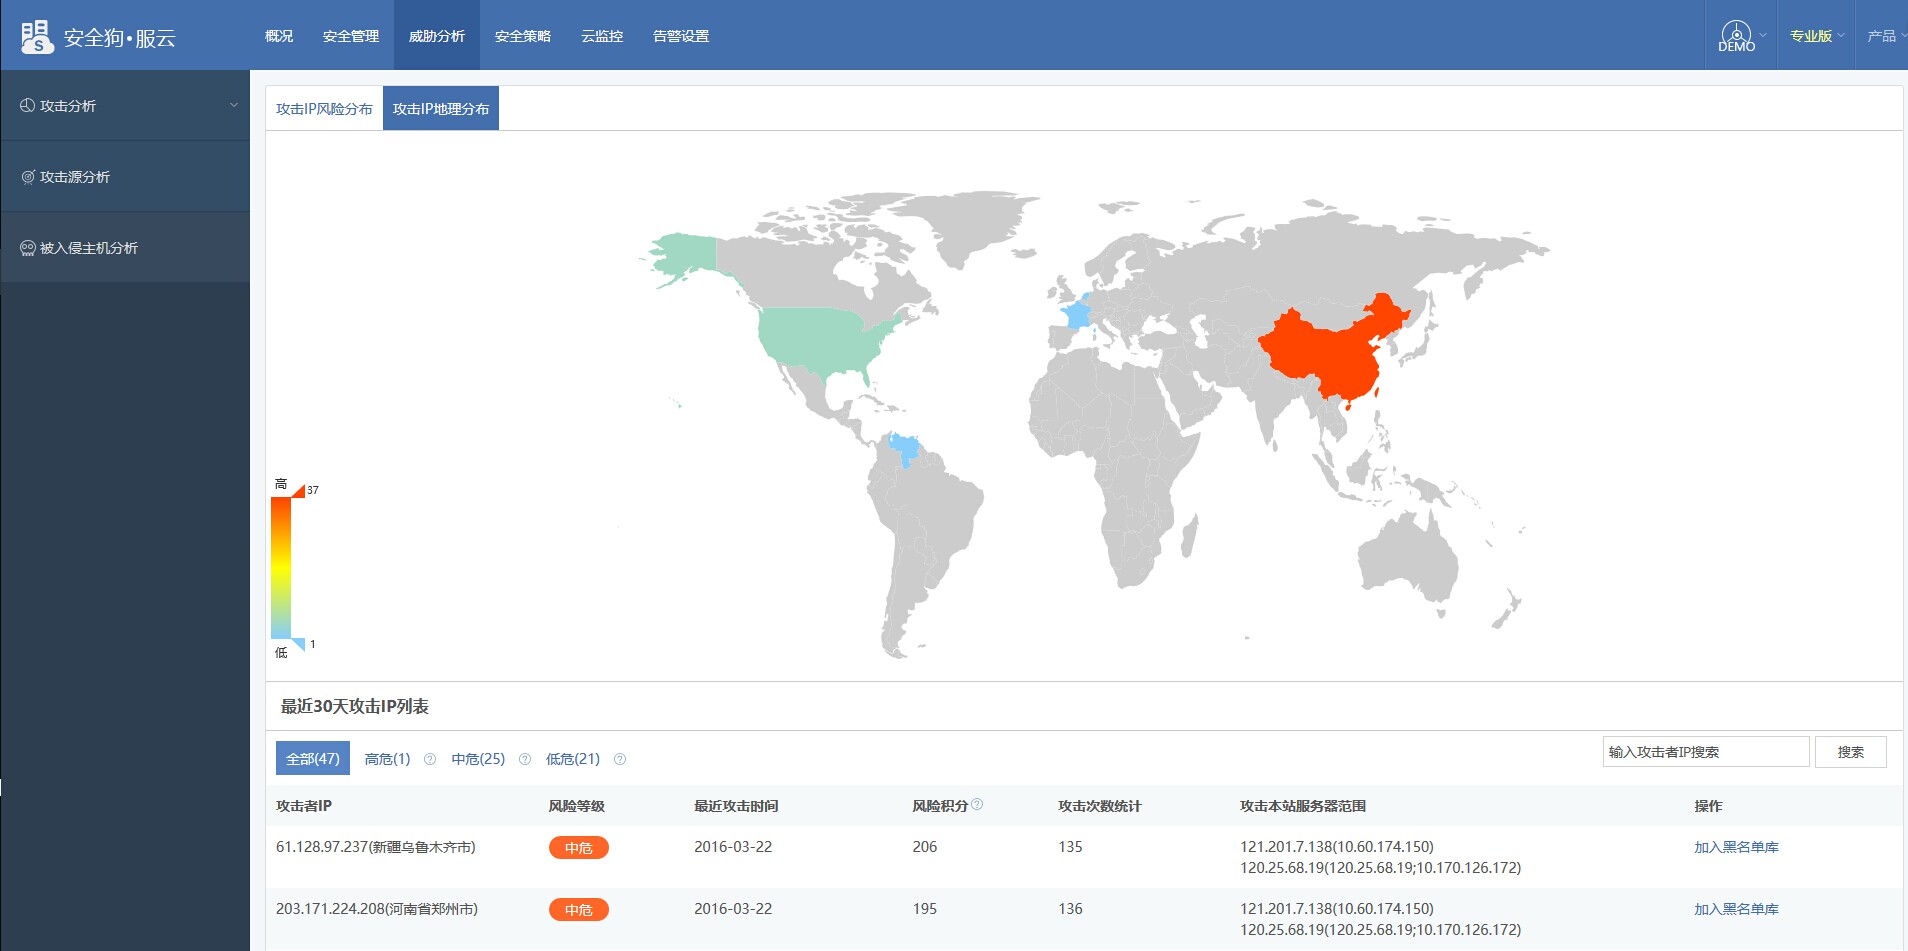 安全狗·服云
概况 安全管理 威胁分析 安全策略 云监控 告警设置
DEMO 专业版 产品
攻击分析
攻击源分析
被入侵主机分析
攻击IP风险分布 攻击IP地理分布
高
37
1
低
最近30天攻击IP列表
全部(47) 高危(1) ? 中危(25) ? 低危(21) ?
输入攻击者IP搜索 搜索
攻击者IP 风险等级 最近攻击时间 风险积分? 攻击次数统计 攻击本站服务器范围 操作
61.128.97.237(新疆乌鲁木齐市) 中危 2016-03-22 206 135 121.201.7.138(10.60.174.150) 加入黑名单库
120.25.68.19(120.25.68.19;10.170.126.172)
203.171.224.208(河南省郑州市) 中危 2016-03-22 195 136 121.201.7.138(10.60.174.150) 加入黑名单库
120.25.68.19(120.25.68.19;10.170.126.172)